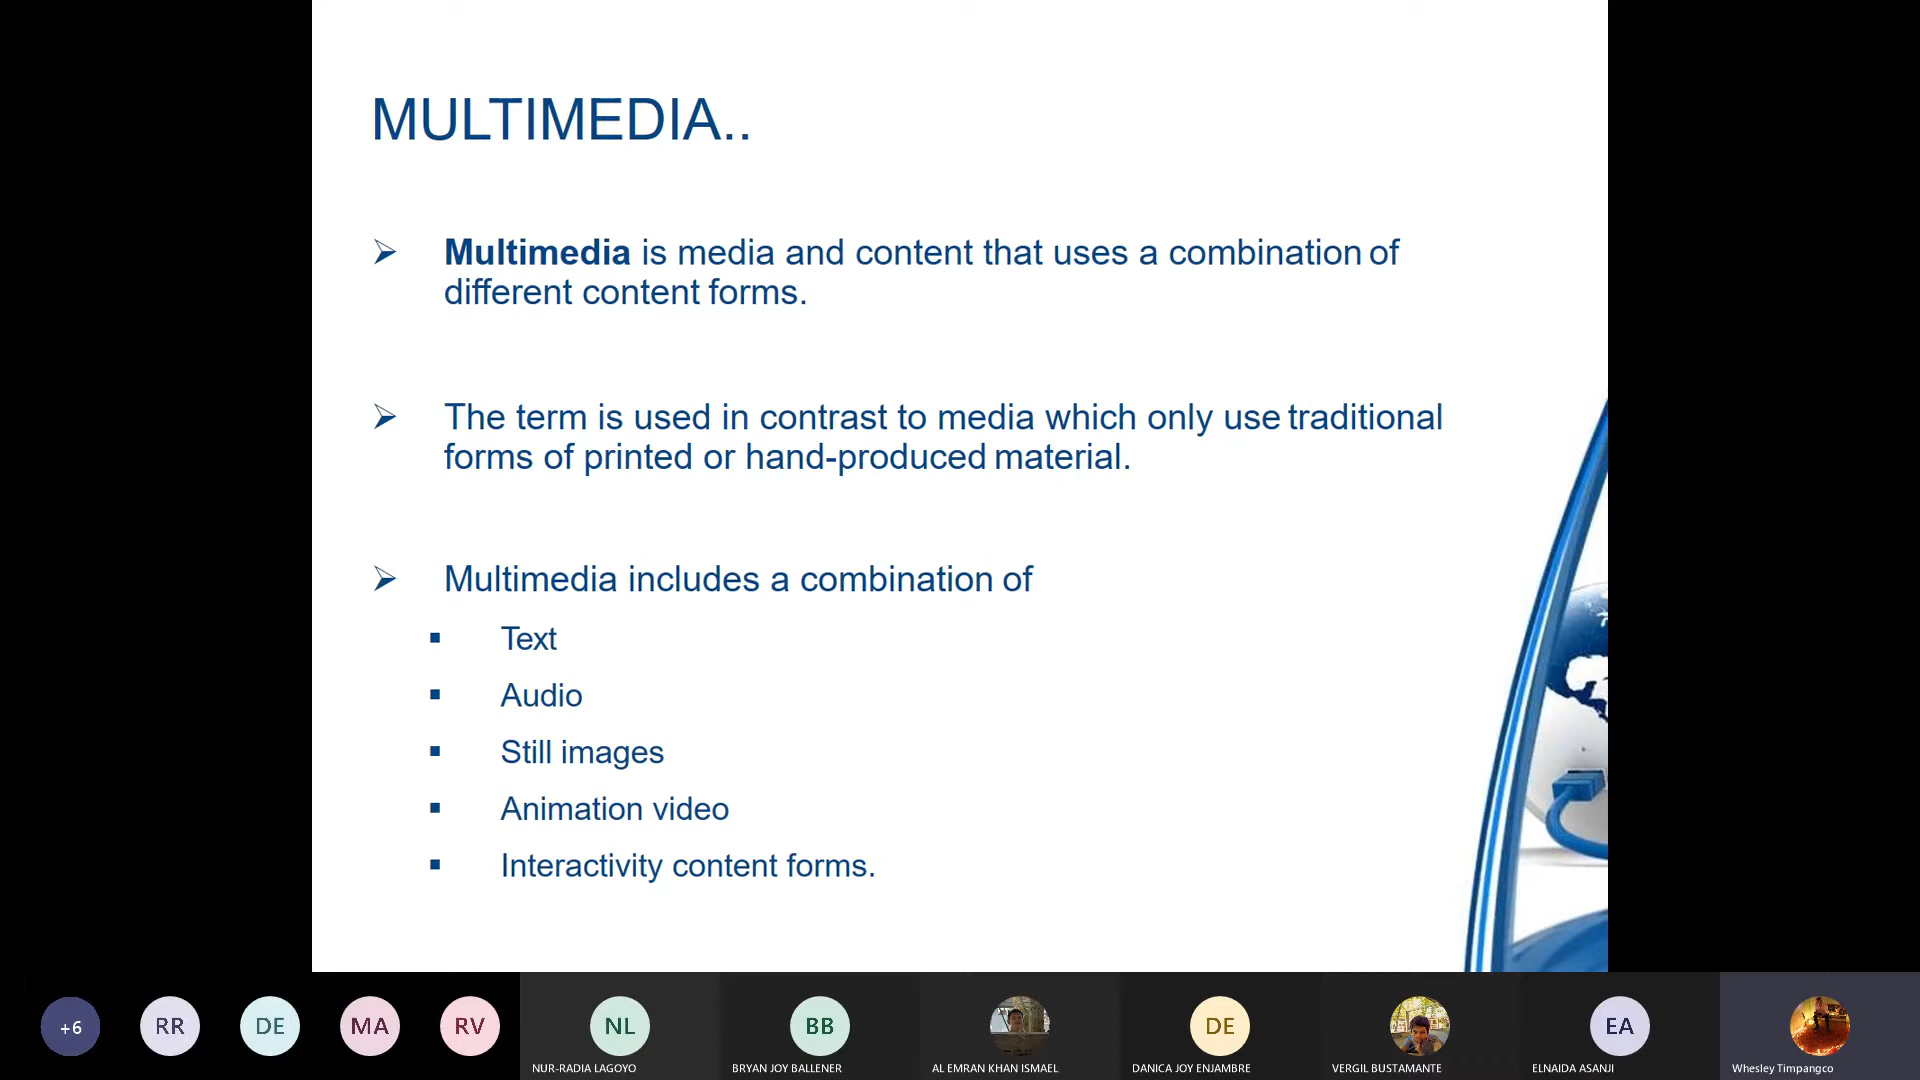 MULTIMEDIA..
➢ Multimedia is media and content that uses a combination of
different content forms.
➢ The term is used in contrast to media which only use traditional
forms of printed or hand-produced material.
➢ Multimedia includes a combination of
▪ Text
▪ Audio
▪ Still images
▪ Animation video
▪ Interactivity content forms.
+6 RR DE MA RV NL BB DE EA
NUR-RADIA LAGOYO BRYAN JOY BALLENER AL EMRAN KHAN ISMAEL DANICA JOY ENJAMBRE VERGIL BUSTAMANTE ELNAIDA ASANJI Whesley Timpangco